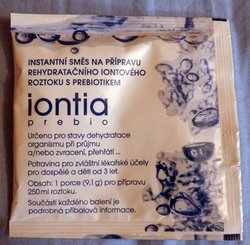 INSTANTNÍ SMĚS NA PŘÍPRAVU
REHYDRATAČNÍHO IONTOVÉHO
ROZTOKU S PREBIOTIKEM
iontia
prebio
Určeno pro stavy dehydratace
organismu při průjmu
a/nebo zvracení, přehřátí ...
Potravina pro zvláštní lékařské účely
pro dospělé a děti od 3 let.
Obsah: 1 porce (9,1 g) pro přípravu
250 ml roztoku.
Součástí každého balení je
podrobná příbalová informace.